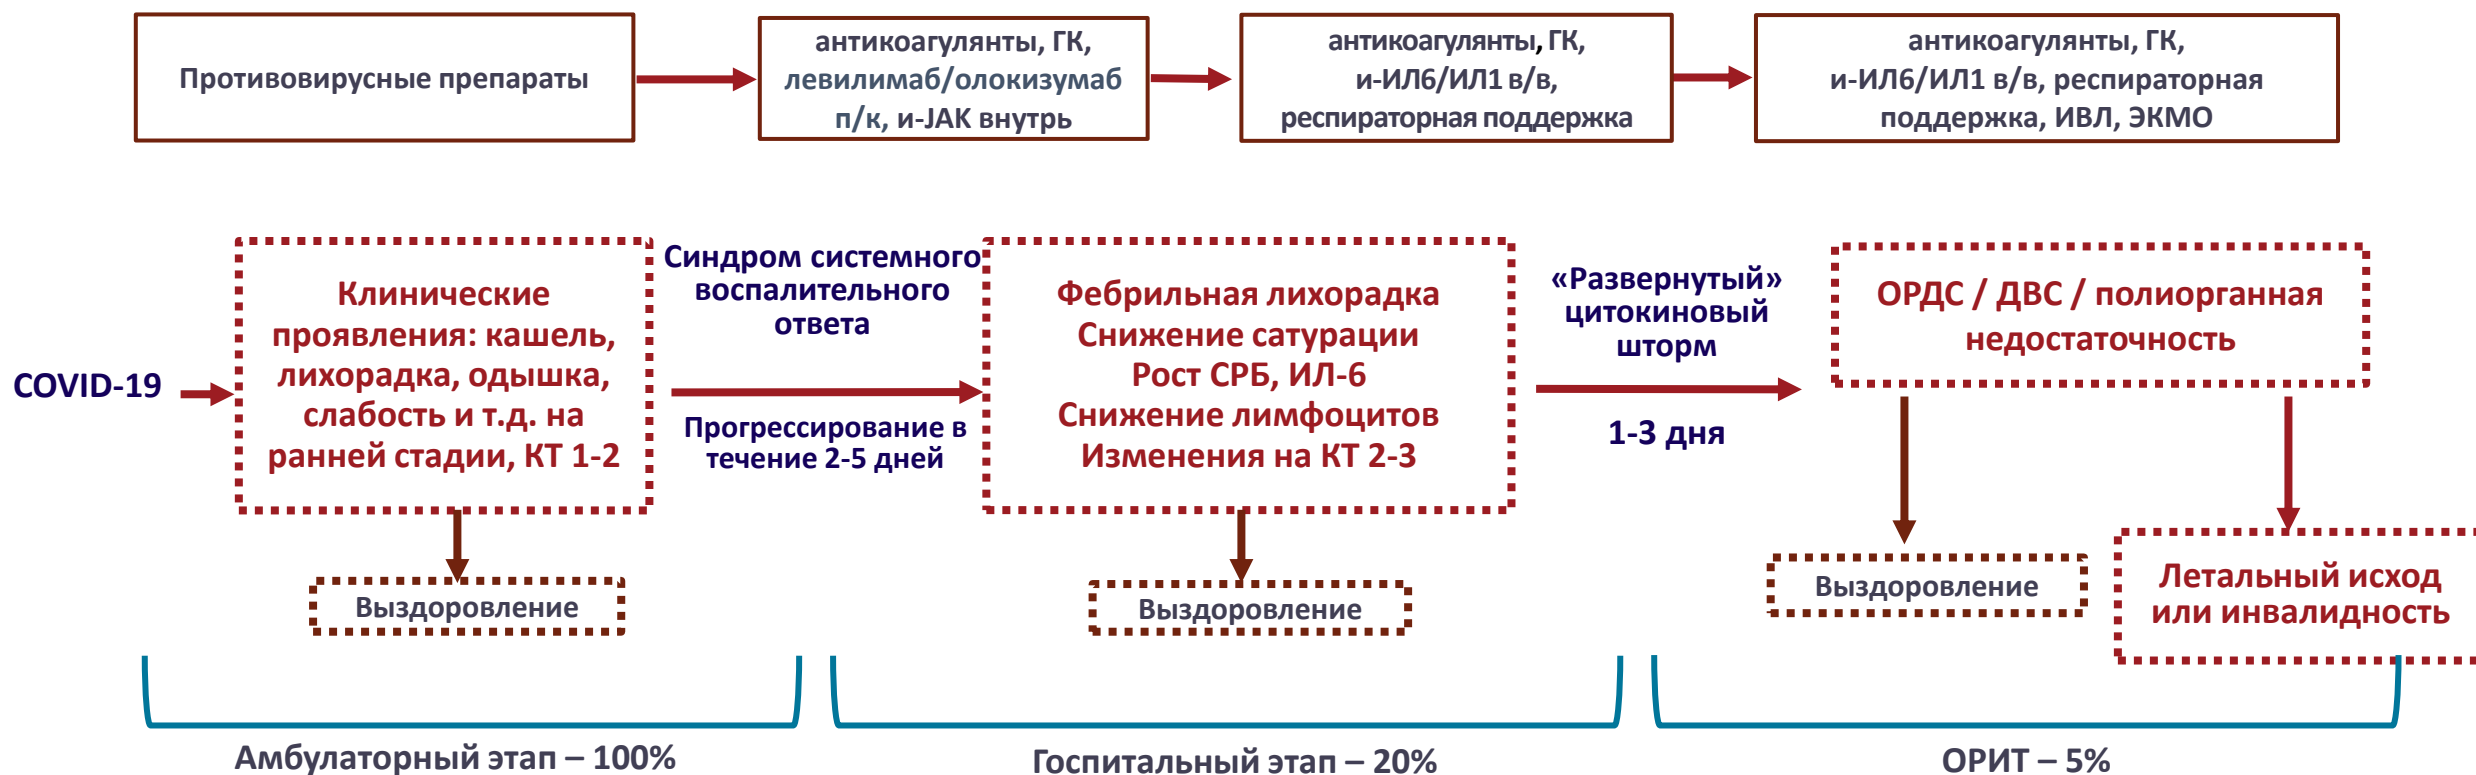 Противовирусные препараты
антикоагулянты, ГК,
левилимаб/олокизумаб
п/к, и-JAK внутрь
антикоагулянты, ГК,
и-ИЛ6/ИЛ1 в/в,
респираторная поддержка
антикоагулянты, ГК,
и-ИЛ6/ИЛ1 в/в, респираторная
поддержка, ИВЛ, ЭКМО
COVID-19
Клинические
проявления: кашель,
лихорадка, одышка,
слабость и т.д. на
ранней стадии, КТ 1-2
Синдром системного
воспалительного
ответа
Прогрессирование в
течение 2-5 дней
Фебрильная лихорадка
Снижение сатурации
Рост СРБ, ИЛ-6
Снижение лимфоцитов
Изменения на КТ 2-3
«Развернутый»
цитокиновый
шторм
1-3 дня
ОРДС / ДВС / полиорганная
недостаточность
Выздоровление
Выздоровление
Выздоровление
Летальный исход
или инвалидность
Амбулаторный этап – 100%
Госпитальный этап – 20%
ОРИТ – 5%